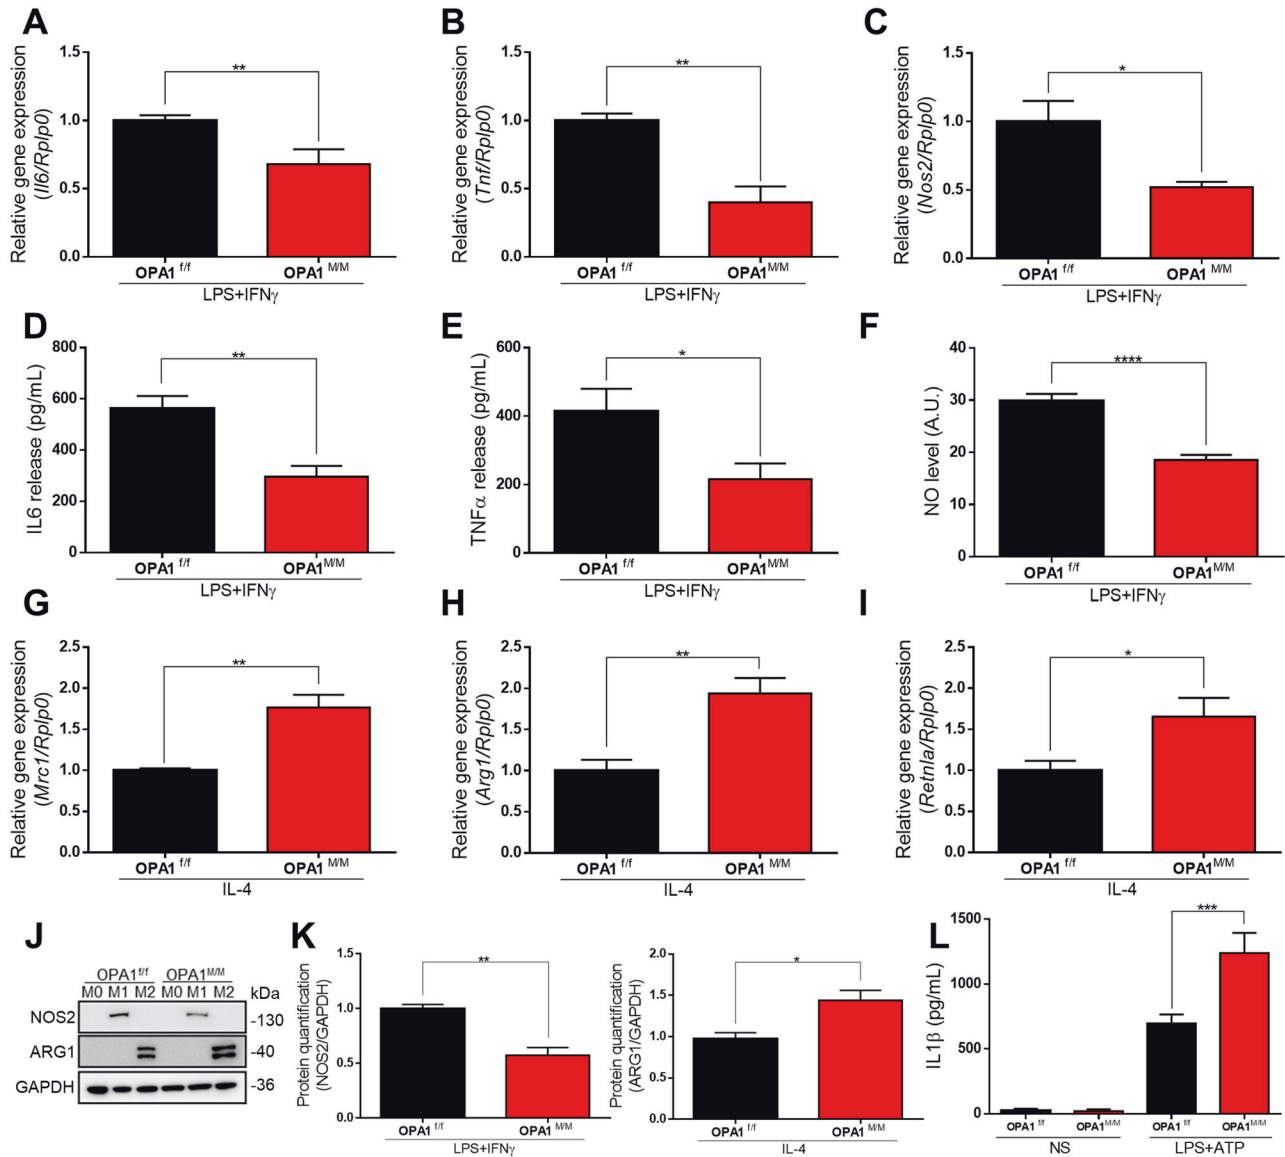 A
Relative gene expression
(Il6/Rplp0)
1.5
1.0
0.5
0.0
**
OPA1 f/f
OPA1 M/M
LPS+IFNγ
B
Relative gene expression
(Tnf/Rplp0)
1.5
1.0
0.5
0.0
**
OPA1 f/f
OPA1 M/M
LPS+IFNγ
C
Relative gene expression
(Nos2/Rplp0)
1.5
1.0
0.5
0.0
*
OPA1 f/f
OPA1 M/M
LPS+IFNγ
D
IL6 release (pg/mL)
800
600
400
200
0
**
OPA1 f/f
OPA1 M/M
LPS+IFNγ
E
TNFα release (pg/mL)
600
400
200
0
*
OPA1 f/f
OPA1 M/M
LPS+IFNγ
F
NO level (A.U.)
40
30
20
10
0
****
OPA1 f/f
OPA1 M/M
LPS+IFNγ
G
Relative gene expression
(Mrc1/Rplp0)
2.5
2.0
1.5
1.0
0.5
0.0
**
OPA1 f/f
OPA1 M/M
IL-4
H
Relative gene expression
(Arg1/Rplp0)
2.5
2.0
1.5
1.0
0.5
0.0
**
OPA1 f/f
OPA1 M/M
IL-4
I
Relative gene expression
(Retnla/Rplp0)
2.5
2.0
1.5
1.0
0.5
0.0
*
OPA1 f/f
OPA1 M/M
IL-4
J
OPA1 f/f OPA1 M/M
M0 M1 M2 M0 M1 M2 kDa
NOS2 -130
ARG1 -40
GAPDH -36
K
Protein quantification
(NOS2/GAPDH)
1.5
1.0
0.5
0.0
**
OPA1 f/f
OPA1 M/M
LPS+IFNγ
Protein quantification
(ARG1/GAPDH)
2.0
1.5
1.0
0.5
0.0
*
OPA1 f/f
OPA1 M/M
IL-4
L
IL1β (pg/mL)
1500
1000
500
0
***
OPA1 f/f
OPA1 M/M
OPA1 f/f
OPA1 M/M
NS
LPS+ATP